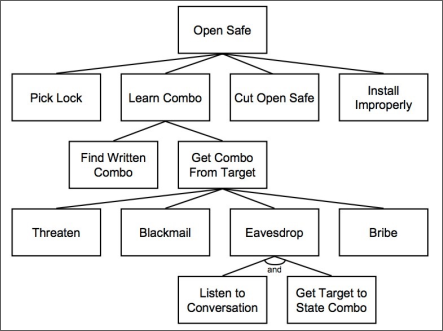 Open Safe
Pick Lock
Learn Combo
Cut Open Safe
Install
Improperly
Find Written
Combo
Get Combo
From Target
Threaten
Blackmail
Eavesdrop
Bribe
and
Listen to
Conversation
Get Target to
State Combo